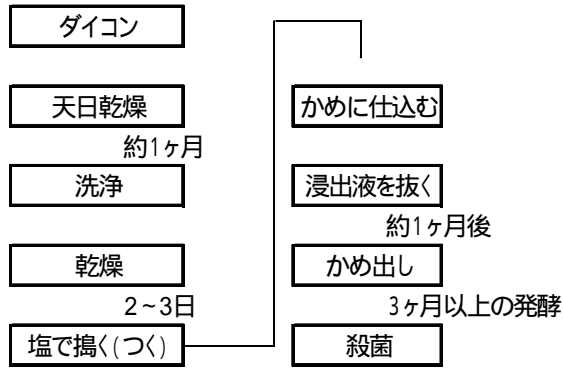 ダイコン
天日乾燥
約1ヶ月
洗浄
乾燥
2~3日
塩で搗く(つく)
かめに仕込む
浸出液を抜く
約1ヶ月後
かめ出し
3ヶ月以上の発酵
殺菌